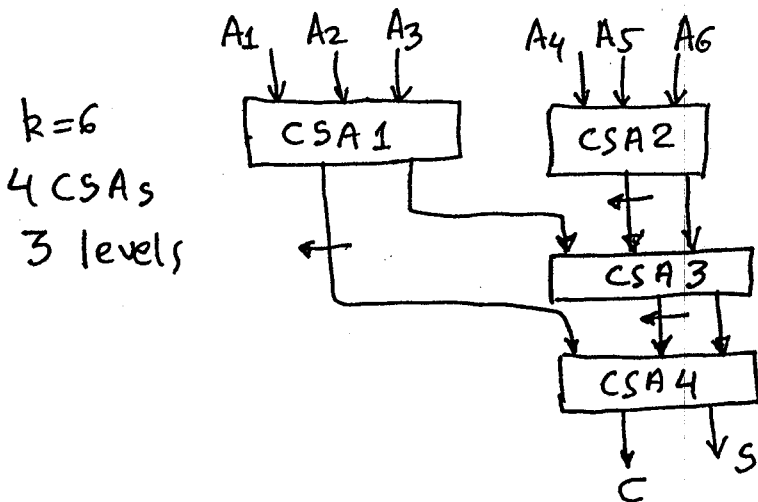 A1 A2 A3 A4 A5 A6
k=6
CSA1 CSA2
4 CSAs
3 levels
CSA3
CSA4
C S